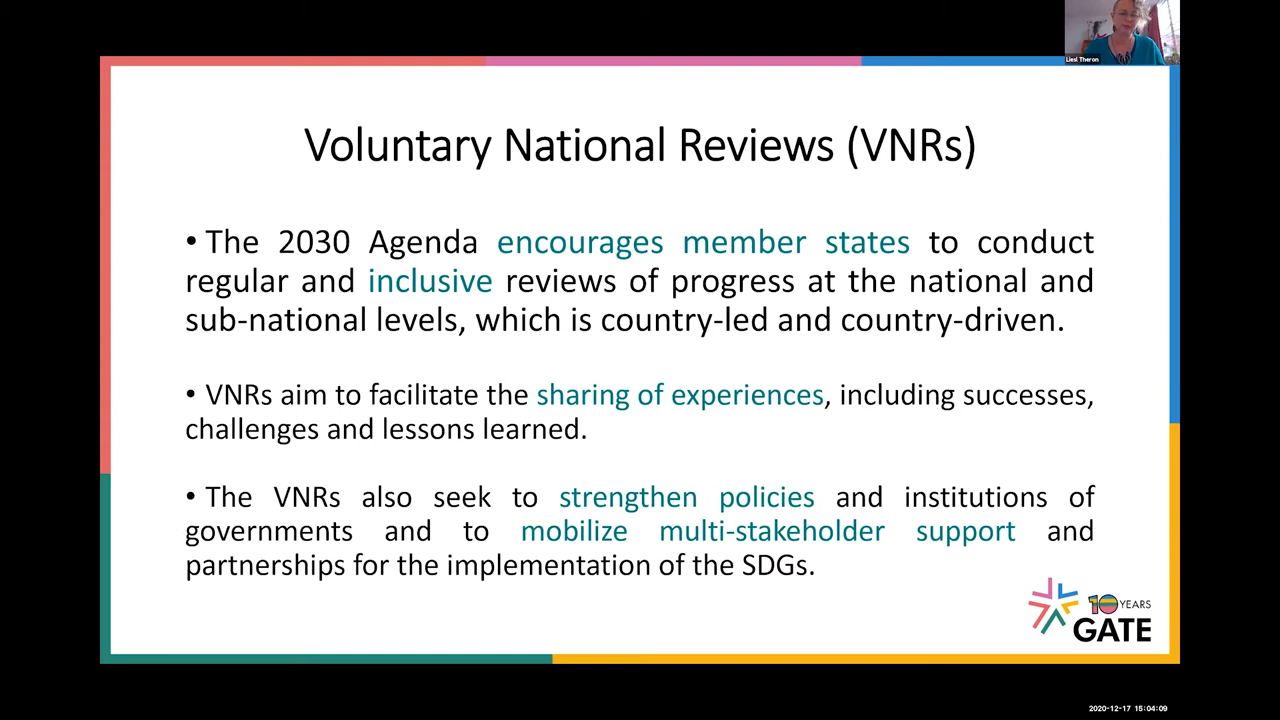 Liesl Theron
Voluntary National Reviews (VNRs)
• The 2030 Agenda encourages member states to conduct
regular and inclusive reviews of progress at the national and
sub-national levels, which is country-led and country-driven.
• VNRs aim to facilitate the sharing of experiences, including successes,
challenges and lessons learned.
• The VNRs also seek to strengthen policies and institutions of
governments and to mobilize multi-stakeholder support and
partnerships for the implementation of the SDGs.
10 YEARS
GATE
2020-12-17 15:04:09